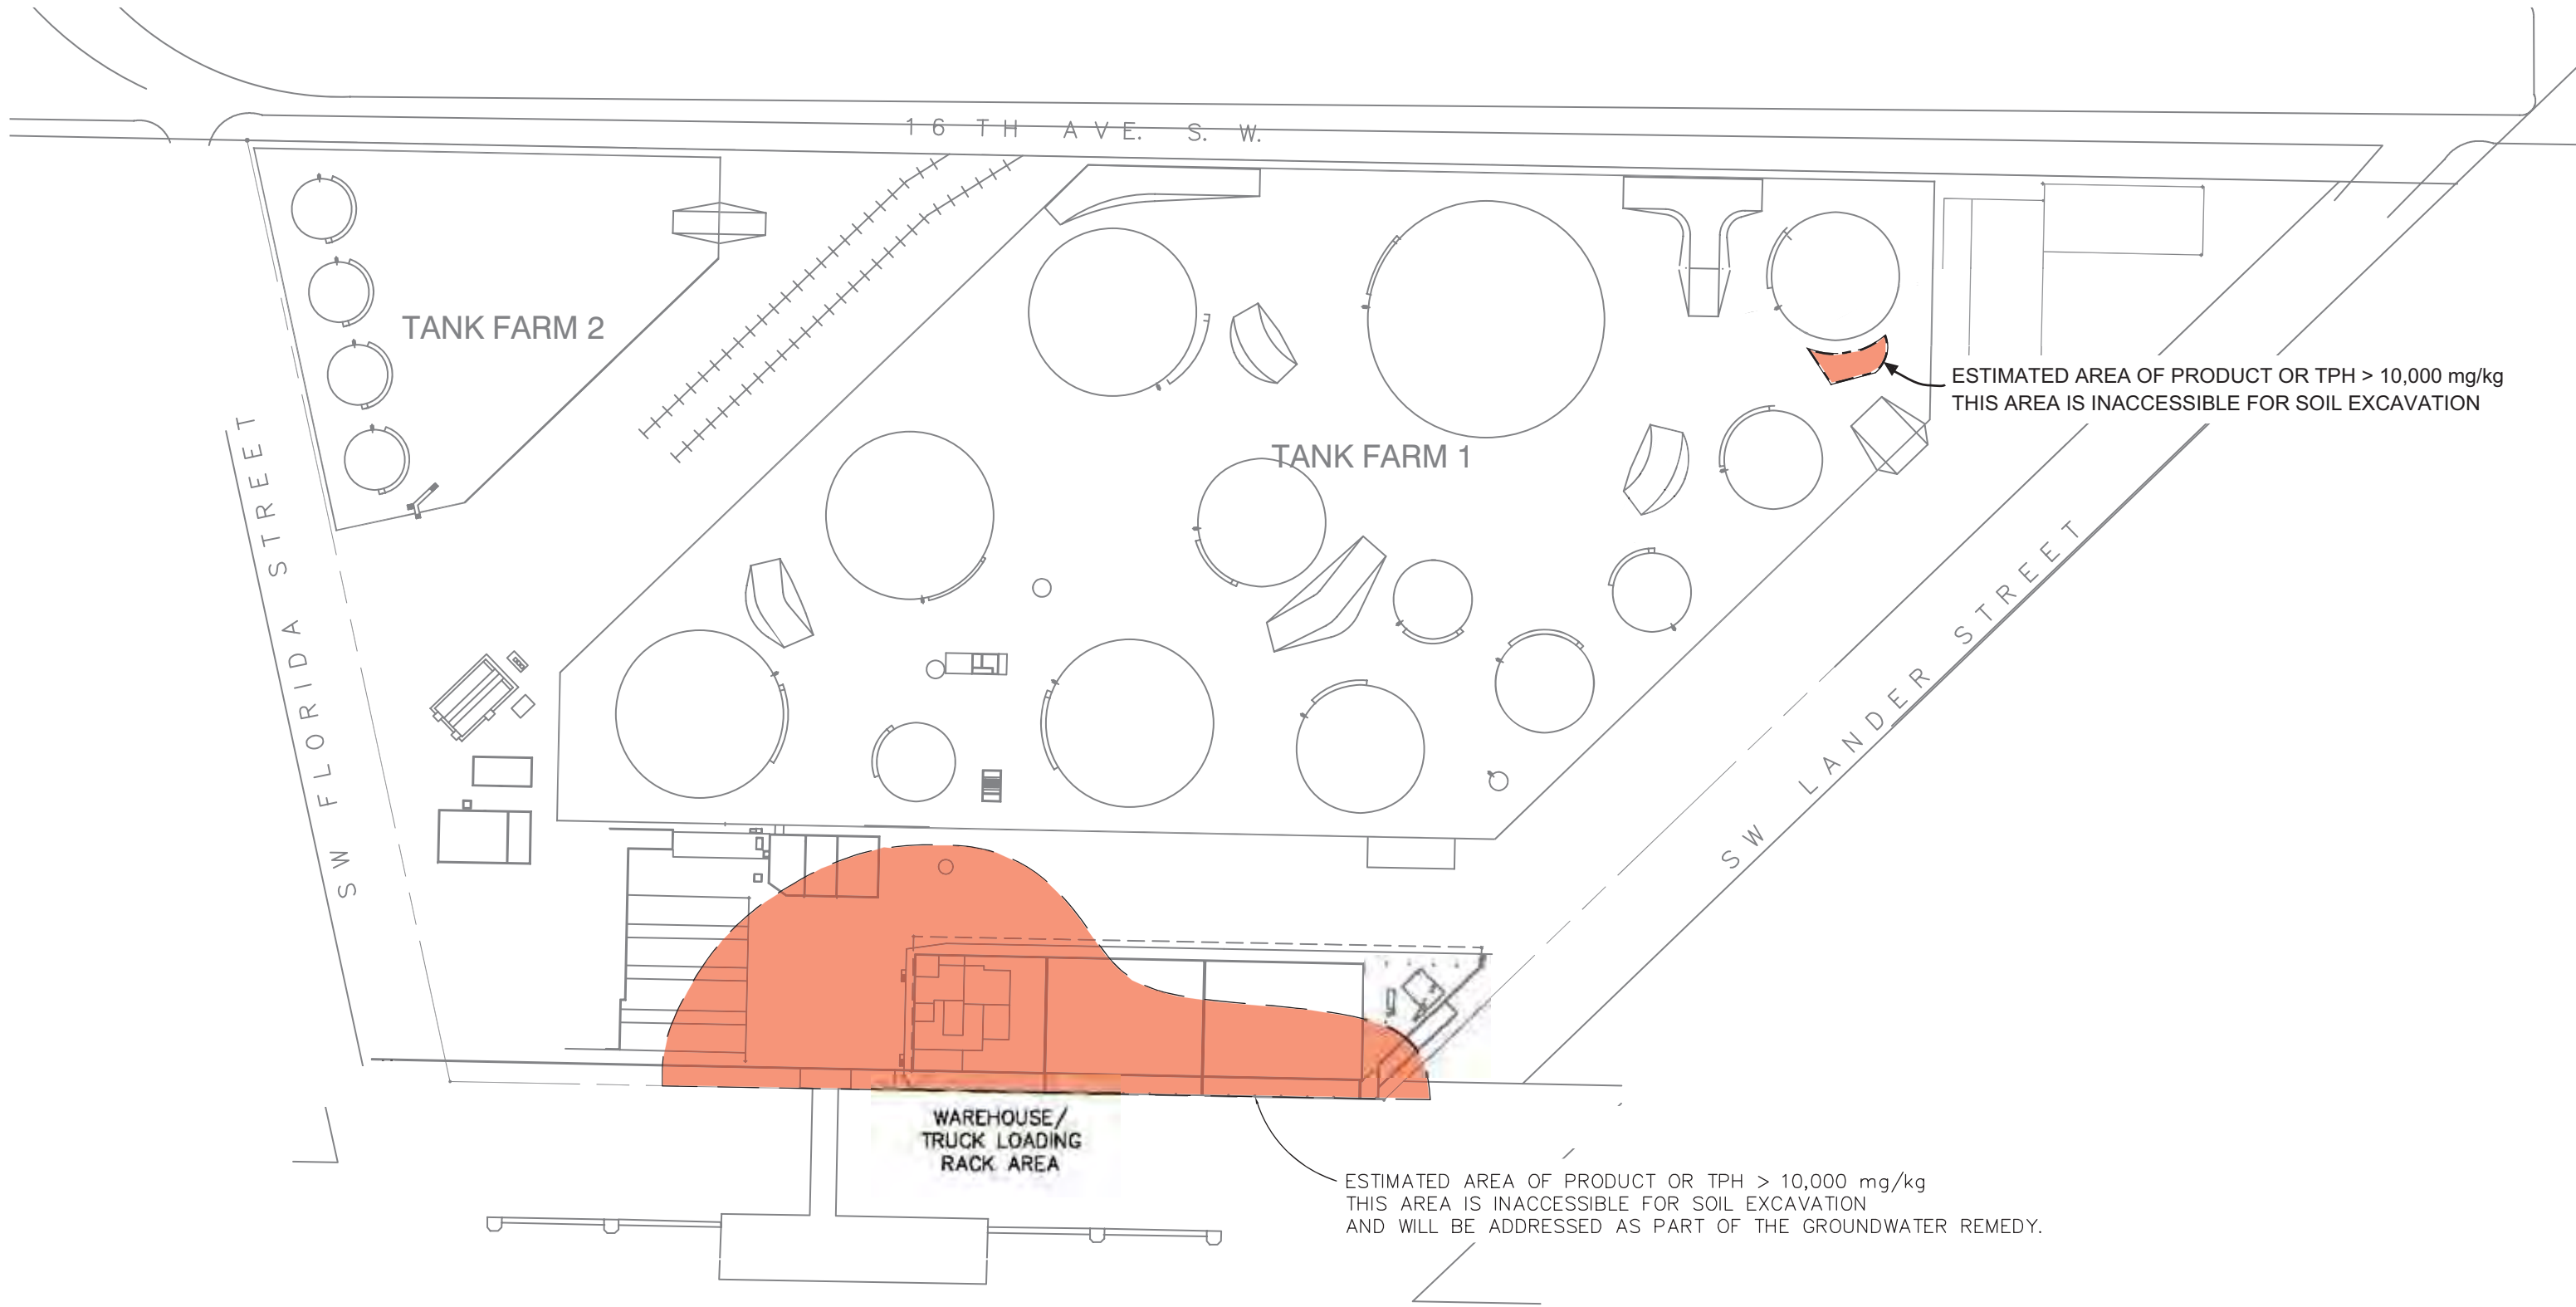 16 TH AVE. S. W.
TANK FARM 2
ESTIMATED AREA OF PRODUCT OR TPH > 10,000 mg/kg
THIS AREA IS INACCESSIBLE FOR SOIL EXCAVATION
TANK FARM 1
SW FLORIDA STREET
SW LANDER STREET
WAREHOUSE/
TRUCK LOADING
RACK AREA
ESTIMATED AREA OF PRODUCT OR TPH > 10,000 mg/kg
THIS AREA IS INACCESSIBLE FOR SOIL EXCAVATION
AND WILL BE ADDRESSED AS PART OF THE GROUNDWATER REMEDY.